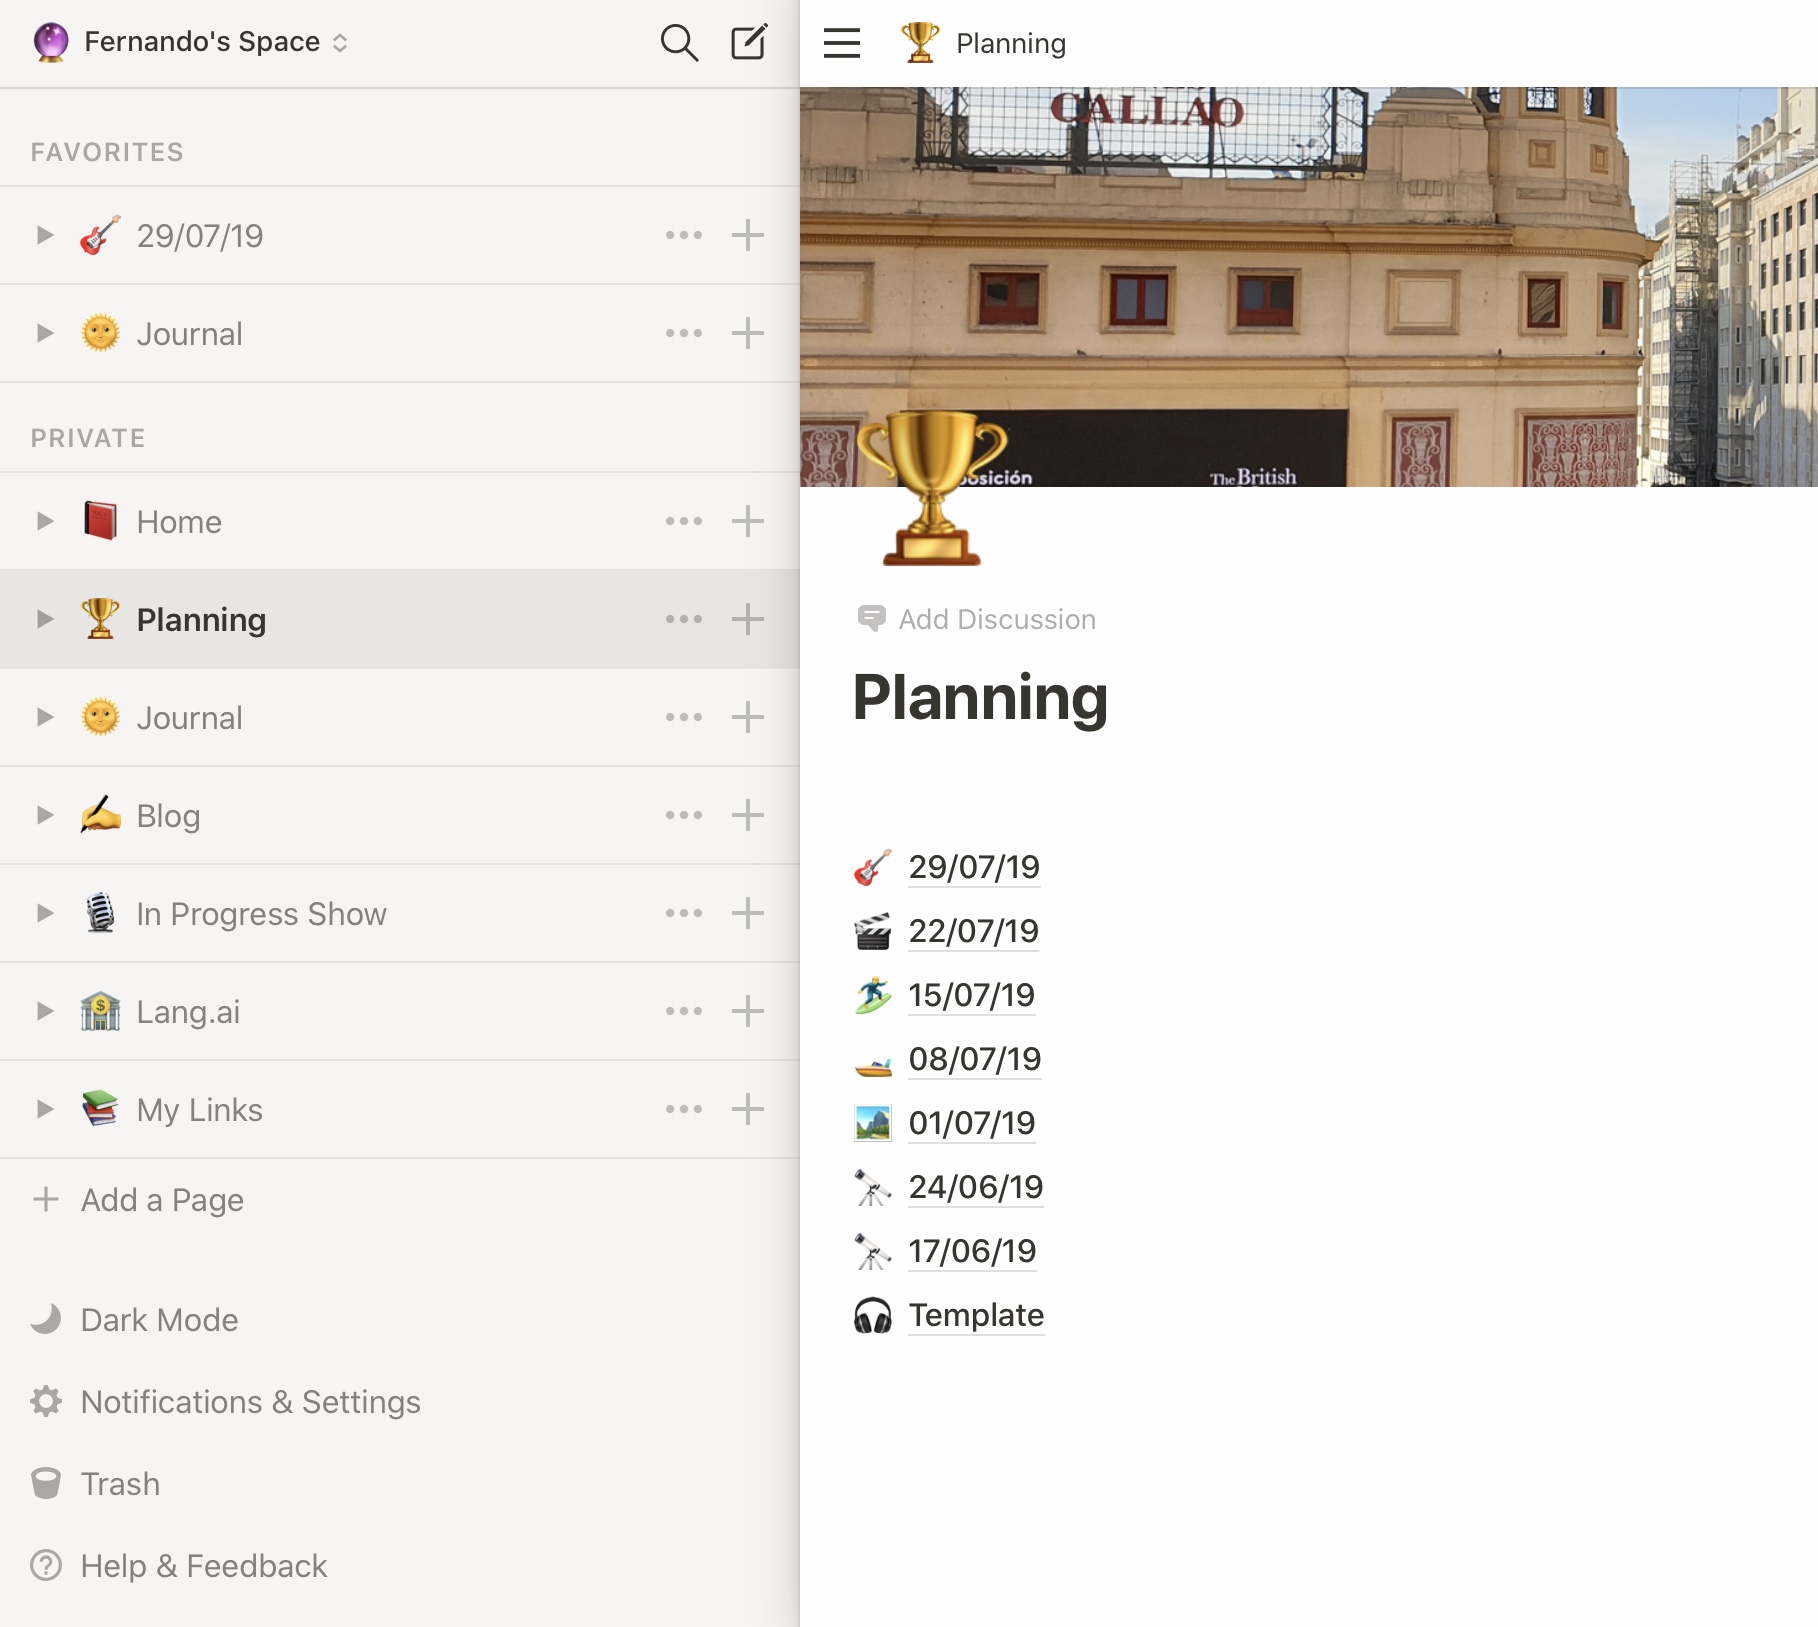 Fernando's Space
FAVORITES
29/07/19
Journal
PRIVATE
Home
Planning
Journal
Blog
In Progress Show
Lang.ai
My Links
Add a Page
Dark Mode
Notifications & Settings
Trash
Help & Feedback
Planning
CALLAO
The British
Add Discussion
Planning
29/07/19
22/07/19
15/07/19
08/07/19
01/07/19
24/06/19
17/06/19
Template